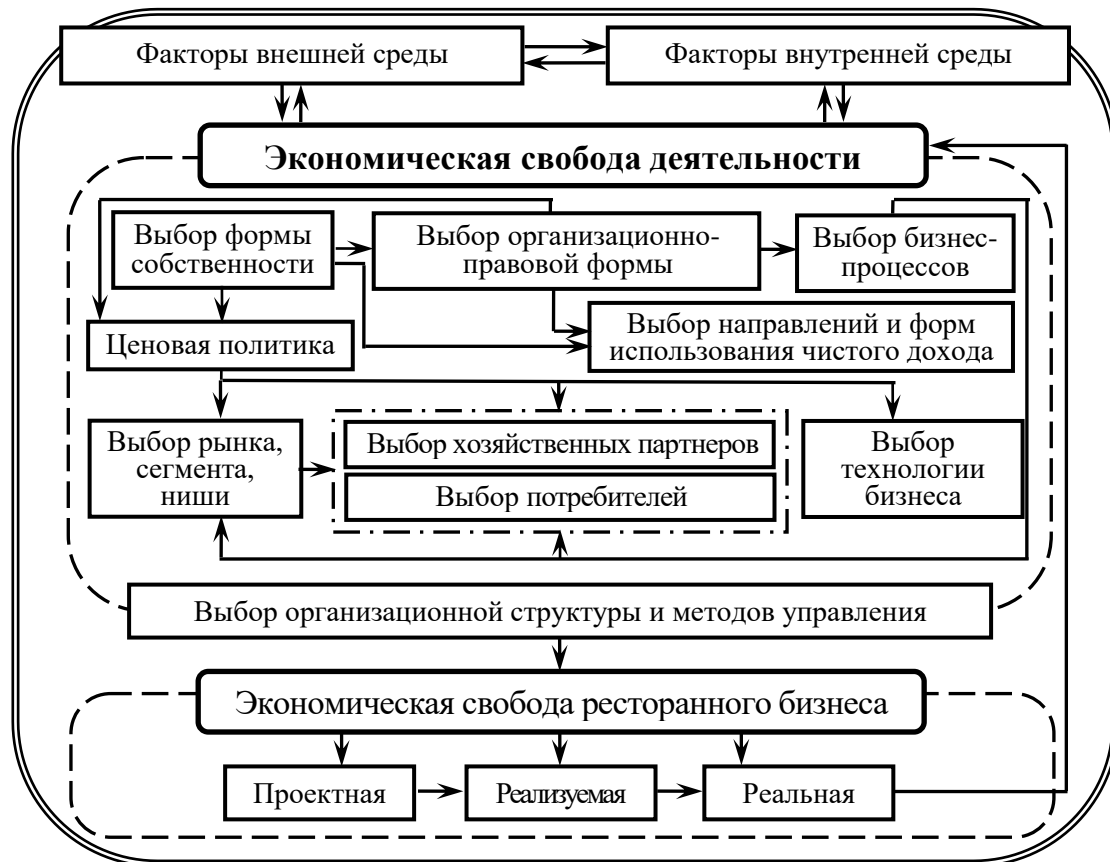 Факторы внешней среды
Факторы внутренней среды
Экономическая свобода деятельности
Выбор формы
собственности
Выбор организационно-
правовой формы
Выбор бизнес-
процессов
Ценовая политика
Выбор направлений и форм
использования чистого дохода
Выбор рынка,
сегмента,
ниши
Выбор хозяйственных партнеров
Выбор потребителей
Выбор
технологии
бизнеса
Выбор организационной структуры и методов управления
Экономическая свобода ресторанного бизнеса
Проектная
Реализуемая
Реальная